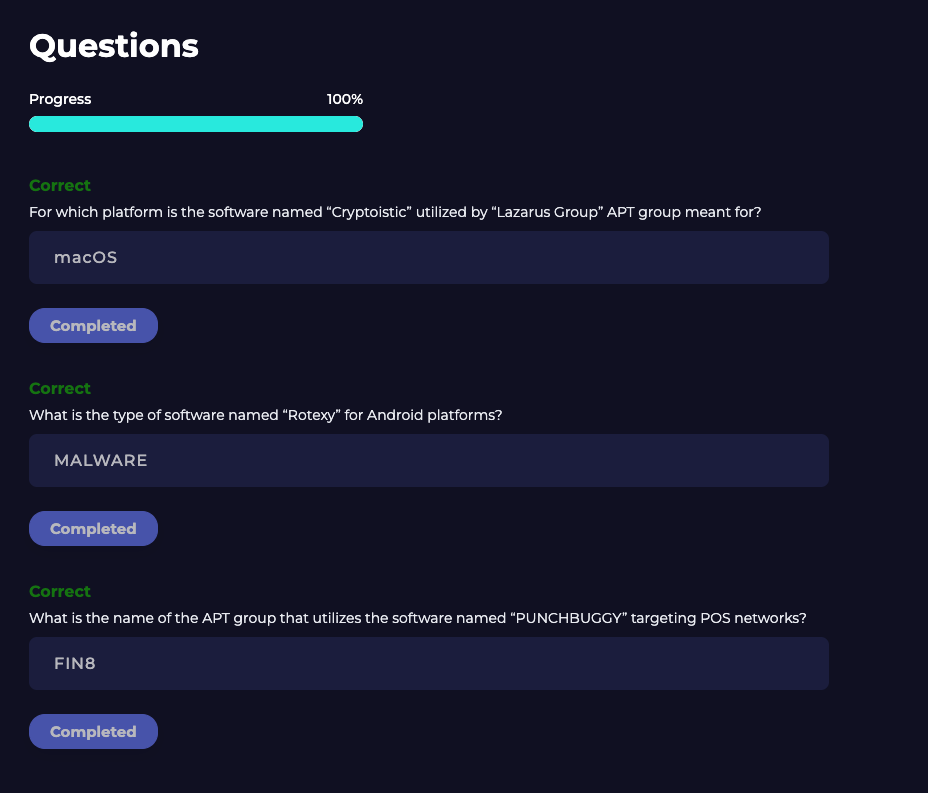 Questions
Progress 100%
Correct
For which platform is the software named “Cryptoistic” utilized by “Lazarus Group” APT group meant for?
macOS
Completed
Correct
What is the type of software named “Rotexy” for Android platforms?
MALWARE
Completed
Correct
What is the name of the APT group that utilizes the software named “PUNCHBUGGY” targeting POS networks?
FIN8
Completed